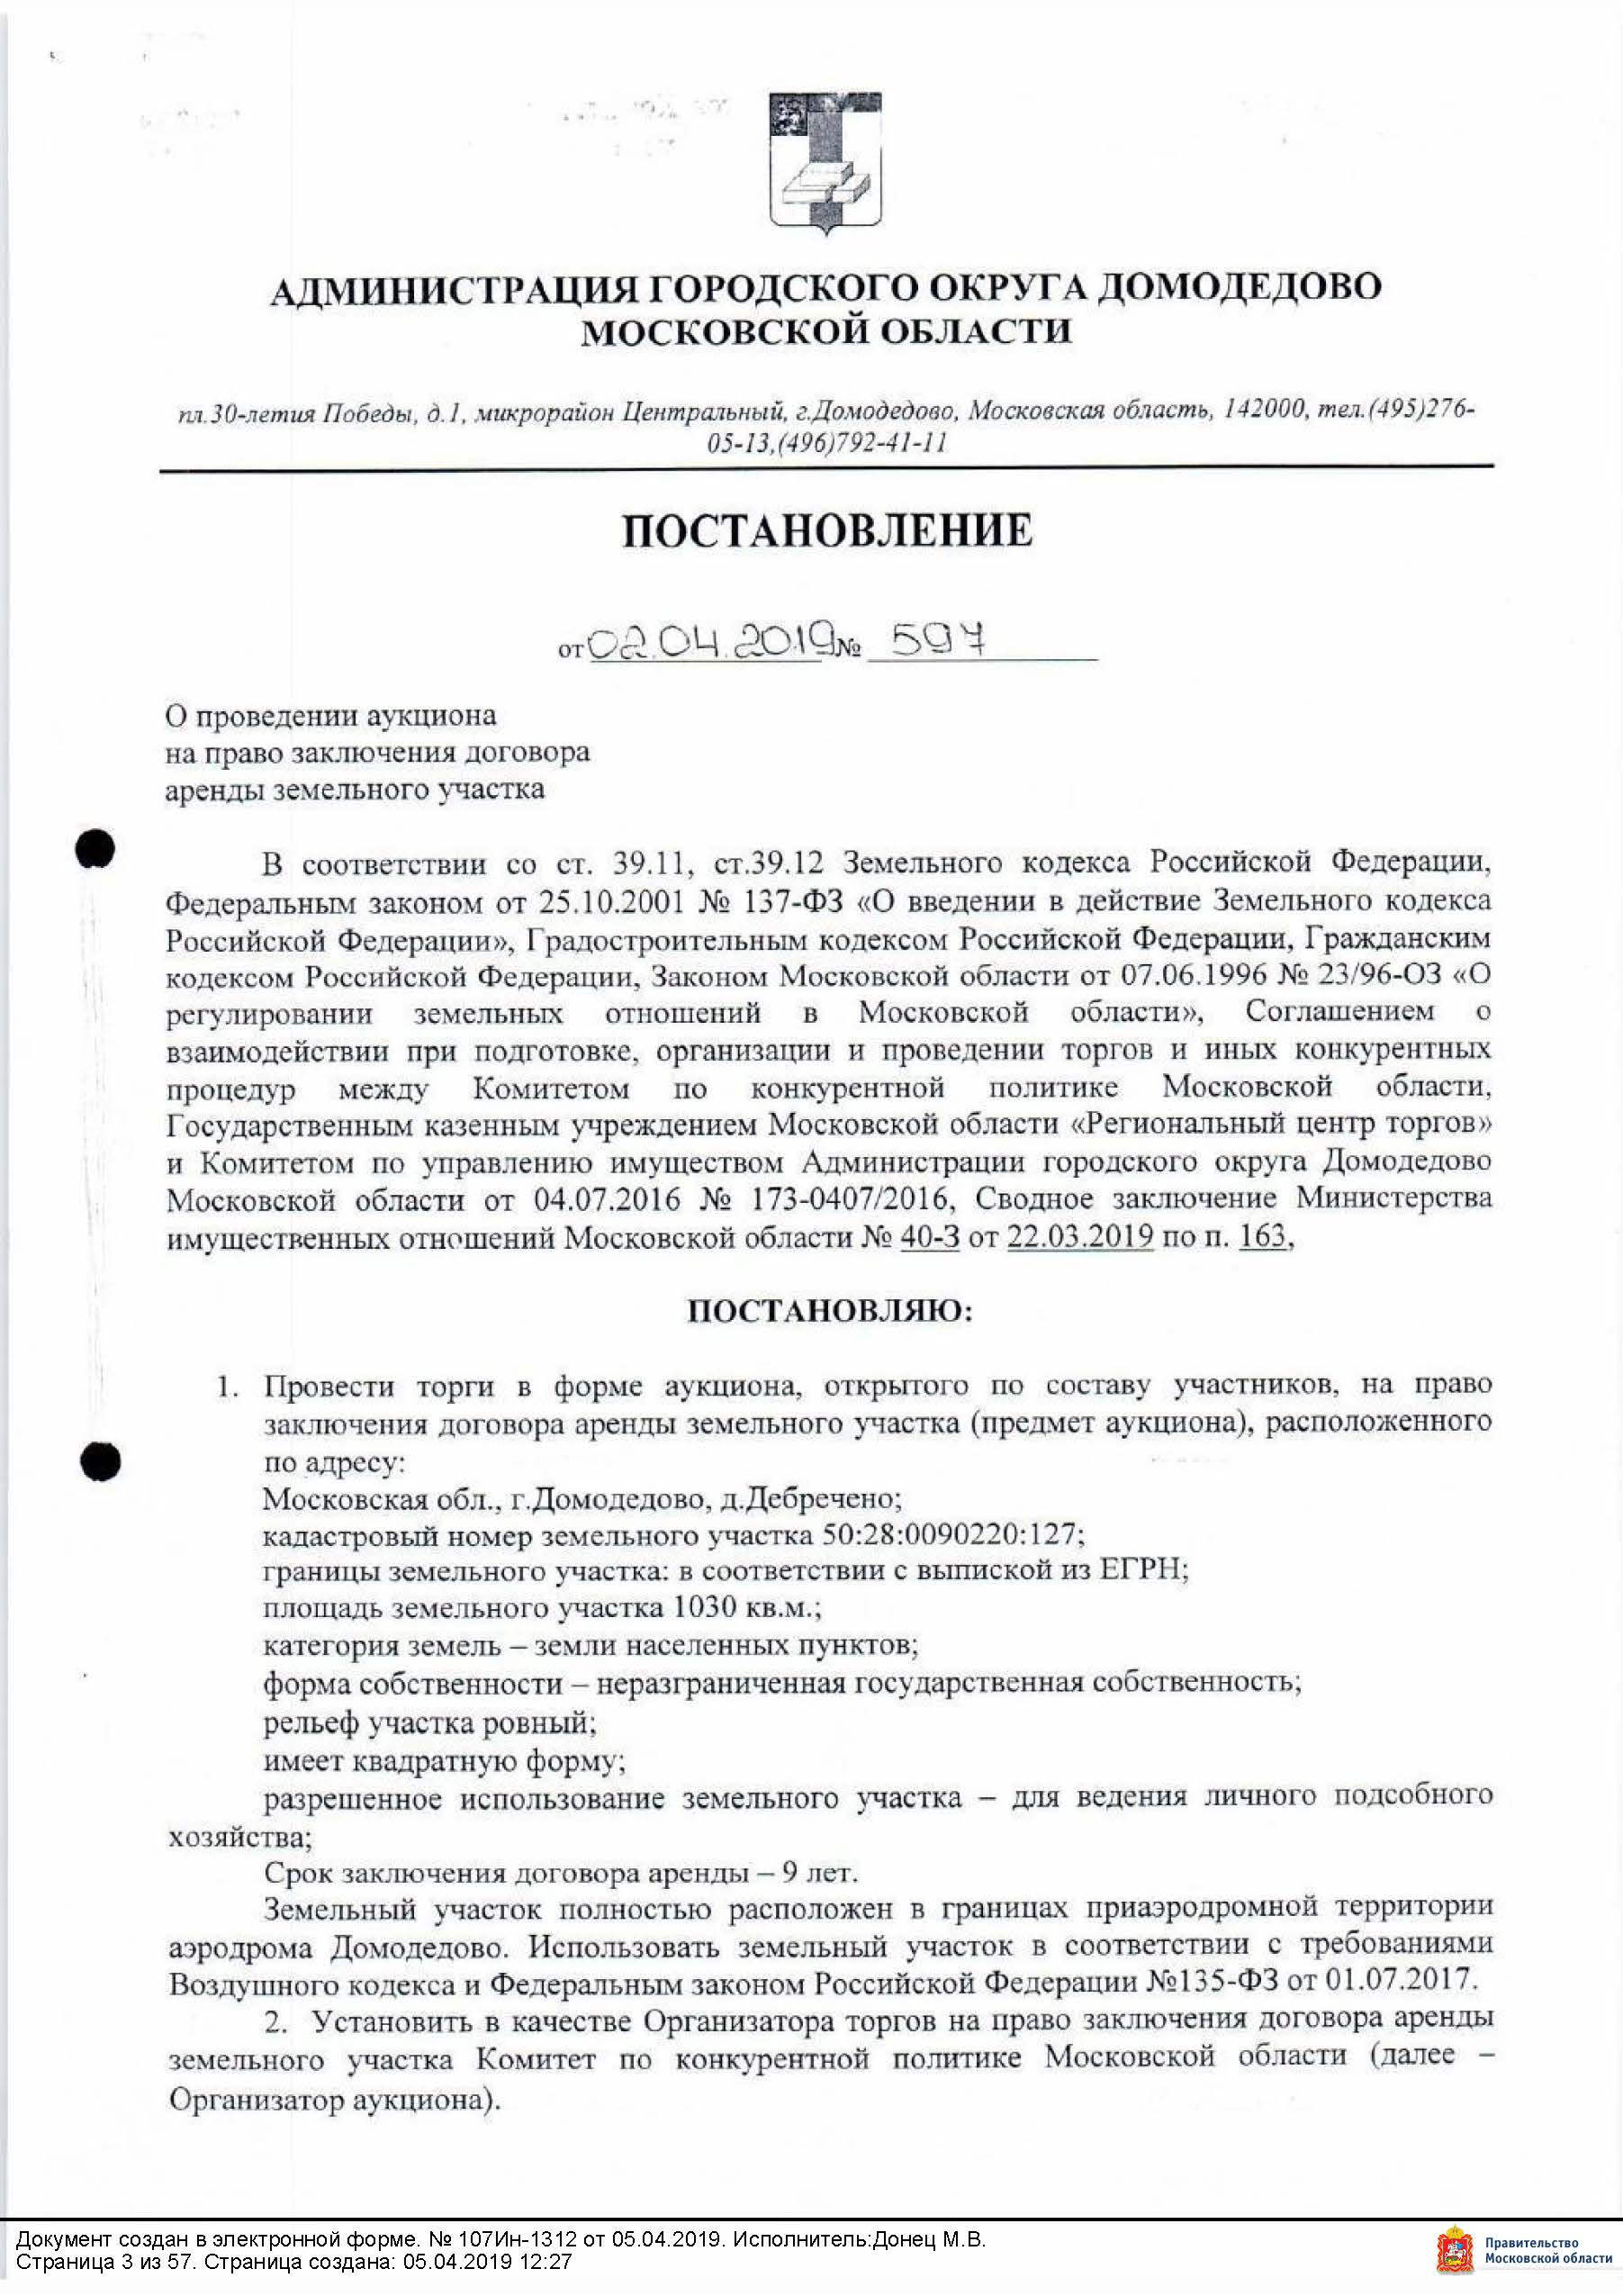 АДМИНИСТРАЦИЯ ГОРОДСКОГО ОКРУГА ДОМОДЕДОВО
МОСКОВСКОЙ ОБЛАСТИ
пл.30-летия Победы, д.1, микрорайон Центральный, г.Домодедово, Московская область, 142000, тел.(495)276-
05-13,(496)792-41-11
ПОСТАНОВЛЕНИЕ
от 02.04.2019 № 597
О проведении аукциона
на право заключения договора
аренды земельного участка
В соответствии со ст. 39.11, ст.39.12 Земельного кодекса Российской Федерации,
Федеральным законом от 25.10.2001 № 137-ФЗ «О введении в действие Земельного кодекса
Российской Федерации», Градостроительным кодексом Российской Федерации, Гражданским
кодексом Российской Федерации, Законом Московской области от 07.06.1996 № 23/96-ОЗ «О
регулировании земельных отношений в Московской области», Соглашением о
взаимодействии при подготовке, организации и проведении торгов и иных конкурентных
процедур между Комитетом по конкурентной политике Московской области,
Государственным казенным учреждением Московской области «Региональный центр торгов»
и Комитетом по управлению имуществом Администрации городского округа Домодедово
Московской области от 04.07.2016 № 173-0407/2016, Сводное заключение Министерства
имущественных отношений Московской области № 40-З от 22.03.2019 по п. 163,
ПОСТАНОВЛЯЮ:
1. Провести торги в форме аукциона, открытого по составу участников, на право
заключения договора аренды земельного участка (предмет аукциона), расположенного
по адресу:
Московская обл., г.Домодедово, д.Дебречено;
кадастровый номер земельного участка 50:28:0090220:127;
границы земельного участка: в соответствии с выпиской из ЕГРН;
площадь земельного участка 1030 кв.м.;
категория земель – земли населенных пунктов;
форма собственности – неразграниченная государственная собственность;
рельеф участка ровный;
имеет квадратную форму;
разрешенное использование земельного участка – для ведения личного подсобного
хозяйства;
Срок заключения договора аренды – 9 лет.
Земельный участок полностью расположен в границах приаэродромной территории
аэродрома Домодедово. Использовать земельный участок в соответствии с требованиями
Воздушного кодекса и Федеральным законом Российской Федерации №135-ФЗ от 01.07.2017.
2. Установить в качестве Организатора торгов на право заключения договора аренды
земельного участка Комитет по конкурентной политике Московской области (далее –
Организатор аукциона).
Документ создан в электронной форме. № 107Ин-1312 от 05.04.2019. Исполнитель:Донец М.В.
Страница 3 из 57. Страница создана: 05.04.2019 12:27
Правительство
Московской области